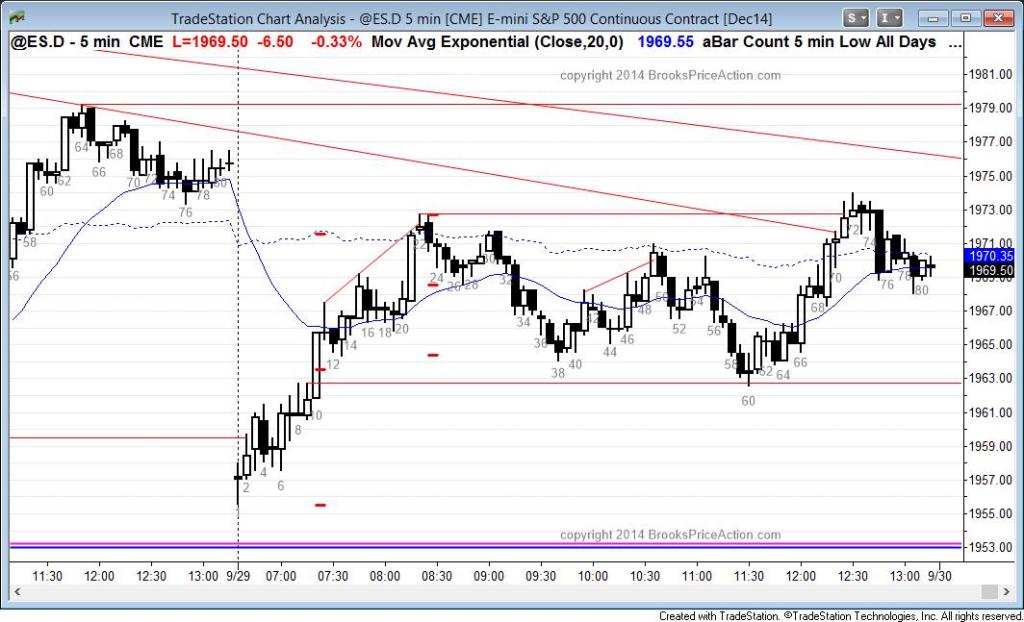 TradeStation Chart Analysis - @ES.D 5 min [CME] E-mini S&P 500 Continuous Contract [Dec14]
S I
@ES.D - 5 min CME L=1969.50 -6.50 -0.33% Mov Avg Exponential (Close,20,0) 1969.55 aBar Count 5 min Low All Days ...
copyright 2014 BrooksPriceAction.com
1981.00
1979.00
1977.00
1975.00
1973.00
1971.00
1970.35
1969.50
1967.00
1965.00
1963.00
1961.00
1959.00
1957.00
1955.00
1953.00
58 60 62 64 66 68 70 72 74 76 78 80
2 4 6 8 10 12 14 16 18 20 22 24 26 28 30 32 34 36 38 40 42 44 46 48 50 52 54 56 58 60 62 64 66 68 70 72 74 76 78 80
copyright 2014 BrooksPriceAction.com
11:30 12:00 12:30 13:00 9/29 07:00 07:30 08:00 08:30 09:00 09:30 10:00 10:30 11:00 11:30 12:00 12:30 13:00 9/30
Created with TradeStation. ©TradeStation Technologies, Inc. All rights reserved.